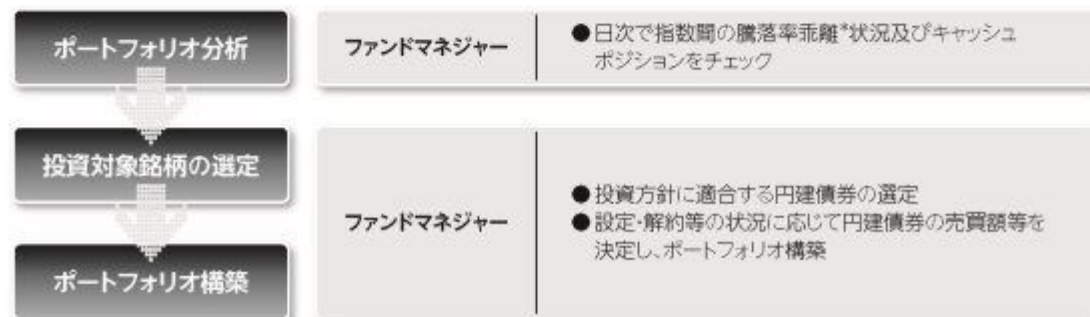 ポートフォリオ分析
ファンドマネジャー
●日次で指数間の騰落率乖離*状況及びキャッシュ
ポジションをチェック
投資対象銘柄の選定
ポートフォリオ構築
ファンドマネジャー
●投資方針に適合する円建債券の選定
●設定・解約等の状況に応じて円建債券の売買額等を
決定し、ポートフォリオ構築